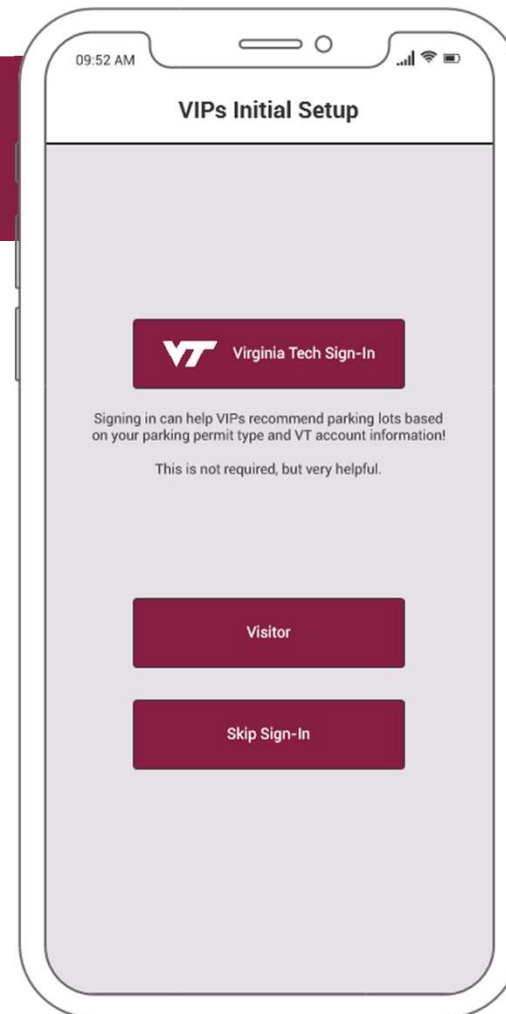 09:52 AM
VIPs Initial Setup
VT Virginia Tech Sign-In
Signing in can help VIPs recommend parking lots based
on your parking permit type and VT account information!
This is not required, but very helpful.
Visitor
Skip Sign-In